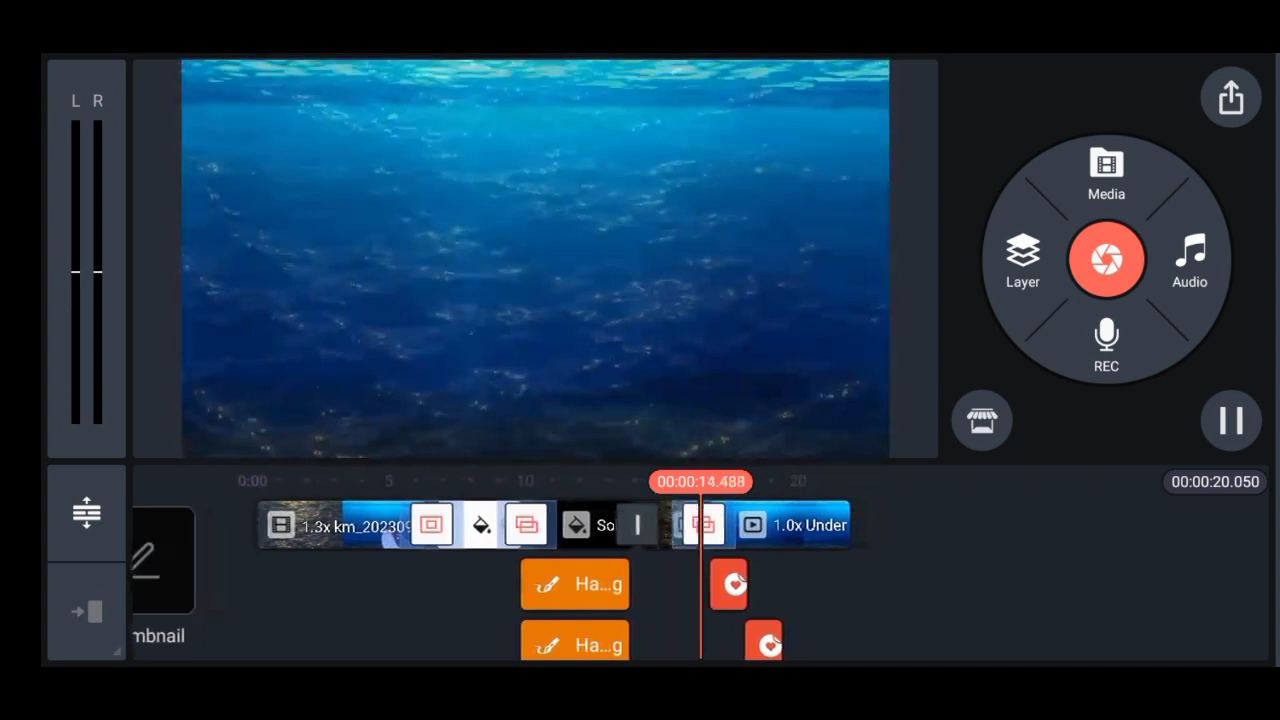 L R
Media
Layer
Audio
REC
0:00 5 10 00:00:14.488 20 00:00:20.050
1.3x km_20230 So 1.0x Under
Ha...g
mbnail
Ha...g